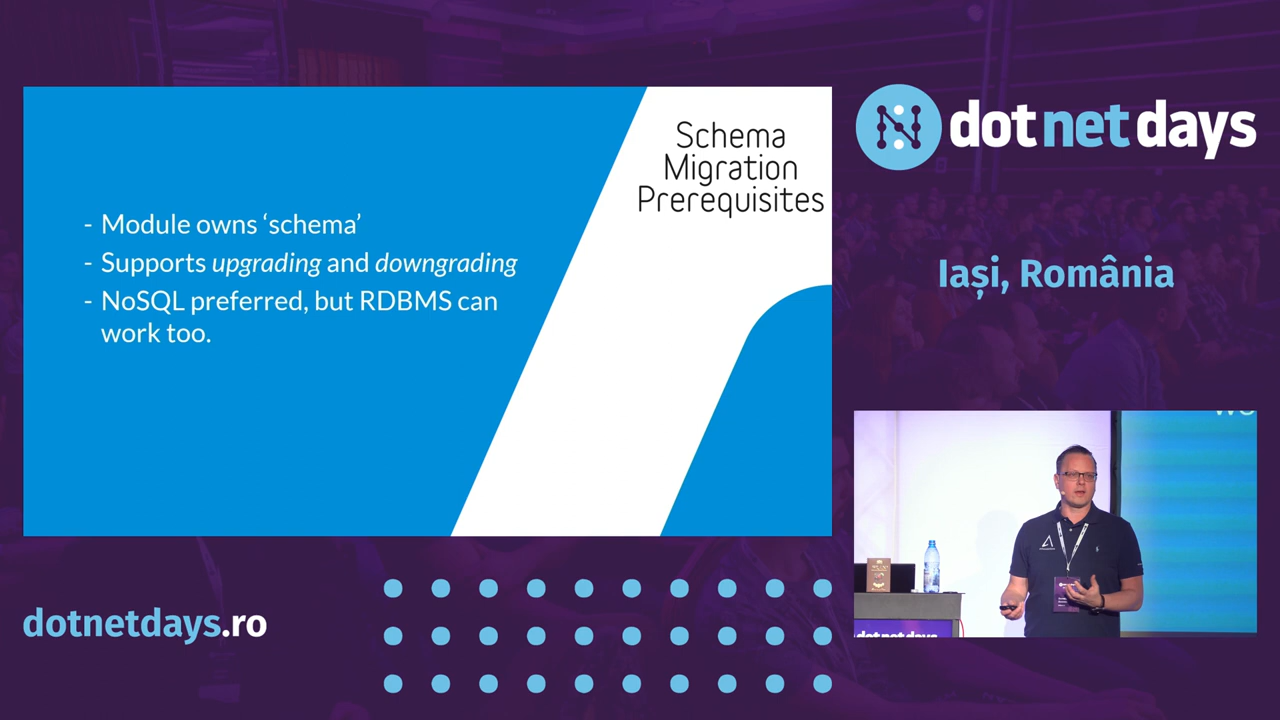 Schema
Migration
Prerequisites
- Module owns ‘schema’
- Supports upgrading and downgrading
- NoSQL preferred, but RDBMS can
work too.
dotnetdays
Iași, România
dotnetdays.ro
dot net days